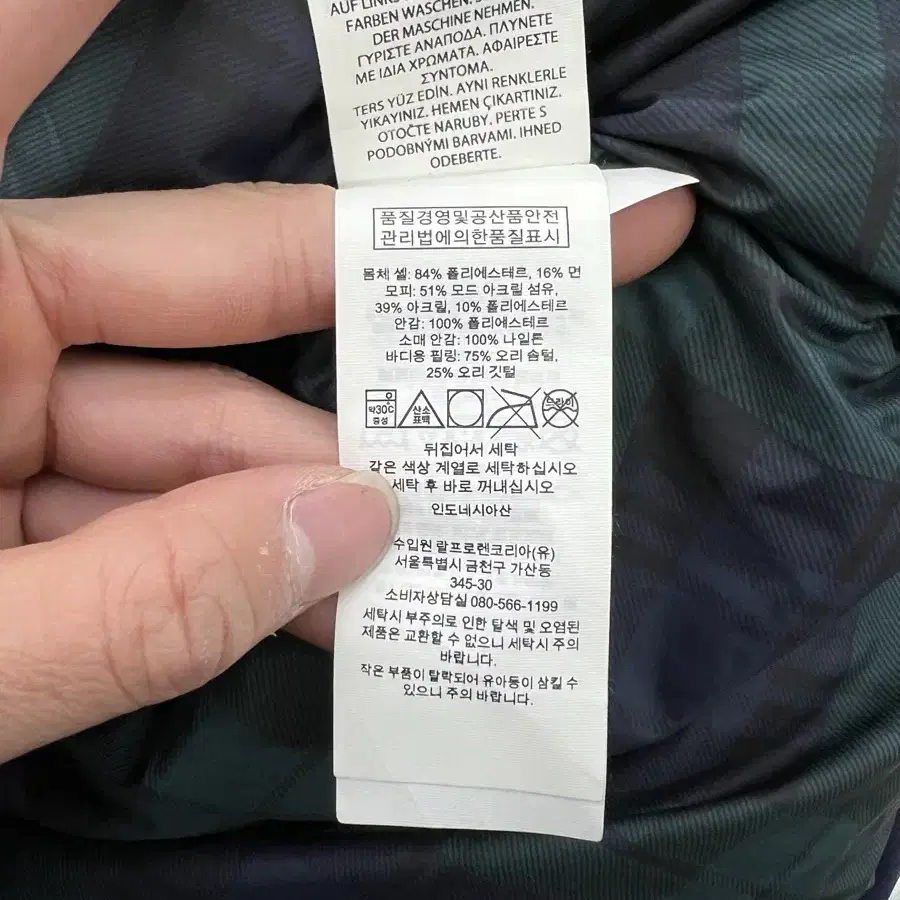 AUF LINKS
FARBEN WASCHEN.
DER MASCHINE NEHMEN.
ΓΥΡΙΣΤΕ ΑΝΑΠΟΔΑ. ΠΛΥΝΕΤΕ
ΜΕ ΙΔΙΑ ΧΡΩΜΑΤΑ. ΑΦΑΙΡΕΣΤΕ
ΣΥΝΤΟΜΑ.
TERS YÜZ EDİN. AYNI RENKLERLE
YIKAYINIZ. HEMEN ÇIKARTINIZ.
OTOČTE NARUBY. PERTE S
PODOBNÝMI BARVAMI. IHNED
ODEBERTE.
품질경영및공산품안전
관리법에의한품질표시
몸체 셀: 84% 폴리에스테르, 16% 면
모피: 51% 모드 아크릴 섬유,
39% 아크릴, 10% 폴리에스테르
안감: 100% 폴리에스테르
소매 안감: 100% 나일론
바디용 필링: 75% 오리 솜털,
25% 오리 깃털
약30℃
중성
산소
표백
드라이
뒤집어서 세탁
같은 색상 계열로 세탁하십시오
세탁 후 바로 꺼내십시오
인도네시아산
수입원 랄프로렌코리아(유)
서울특별시 금천구 가산동
345-30
소비자상담실 080-566-1199
세탁시 부주의로 인한 탈색 및 오염된
제품은 교환할 수 없으니 세탁시 주의
바랍니다.
작은 부품이 탈락되어 유아등이 삼킬 수
있으니 주의 바랍니다.